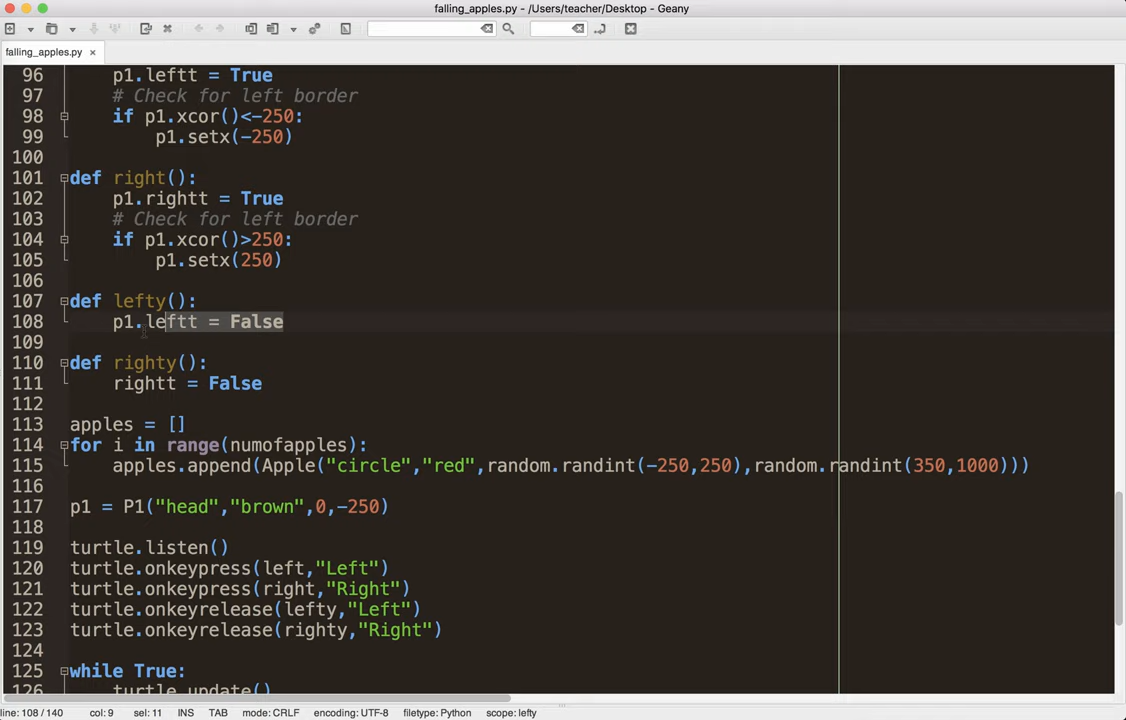 falling_apples.py - /Users/teacher/Desktop - Geany
falling_apples.py ×
96 p1.leftt = True
97 # Check for left border
98 if p1.xcor()<-250:
99 p1.setx(-250)
100
101 def right():
102 p1.rightt = True
103 # Check for left border
104 if p1.xcor()>250:
105 p1.setx(250)
106
107 def lefty():
108 p1.leftt = False
109
110 def righty():
111 rightt = False
112
113 apples = []
114 for i in range(numofapples):
115 apples.append(Apple("circle","red",random.randint(-250,250),random.randint(350,1000)))
116
117 p1 = P1("head","brown",0,-250)
118
119 turtle.listen()
120 turtle.onkeypress(left,"Left")
121 turtle.onkeypress(right,"Right")
122 turtle.onkeyrelease(lefty,"Left")
123 turtle.onkeyrelease(righty,"Right")
124
125 while True:
126 turtle.update()
line: 108 / 140 col: 9 sel: 11 INS TAB mode: CRLF encoding: UTF-8 filetype: Python scope: lefty